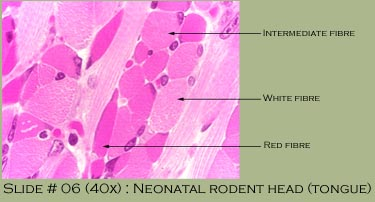 Intermediate fibre
White fibre
Red fibre
Slide # 06 (40x) : Neonatal rodent head (tongue)